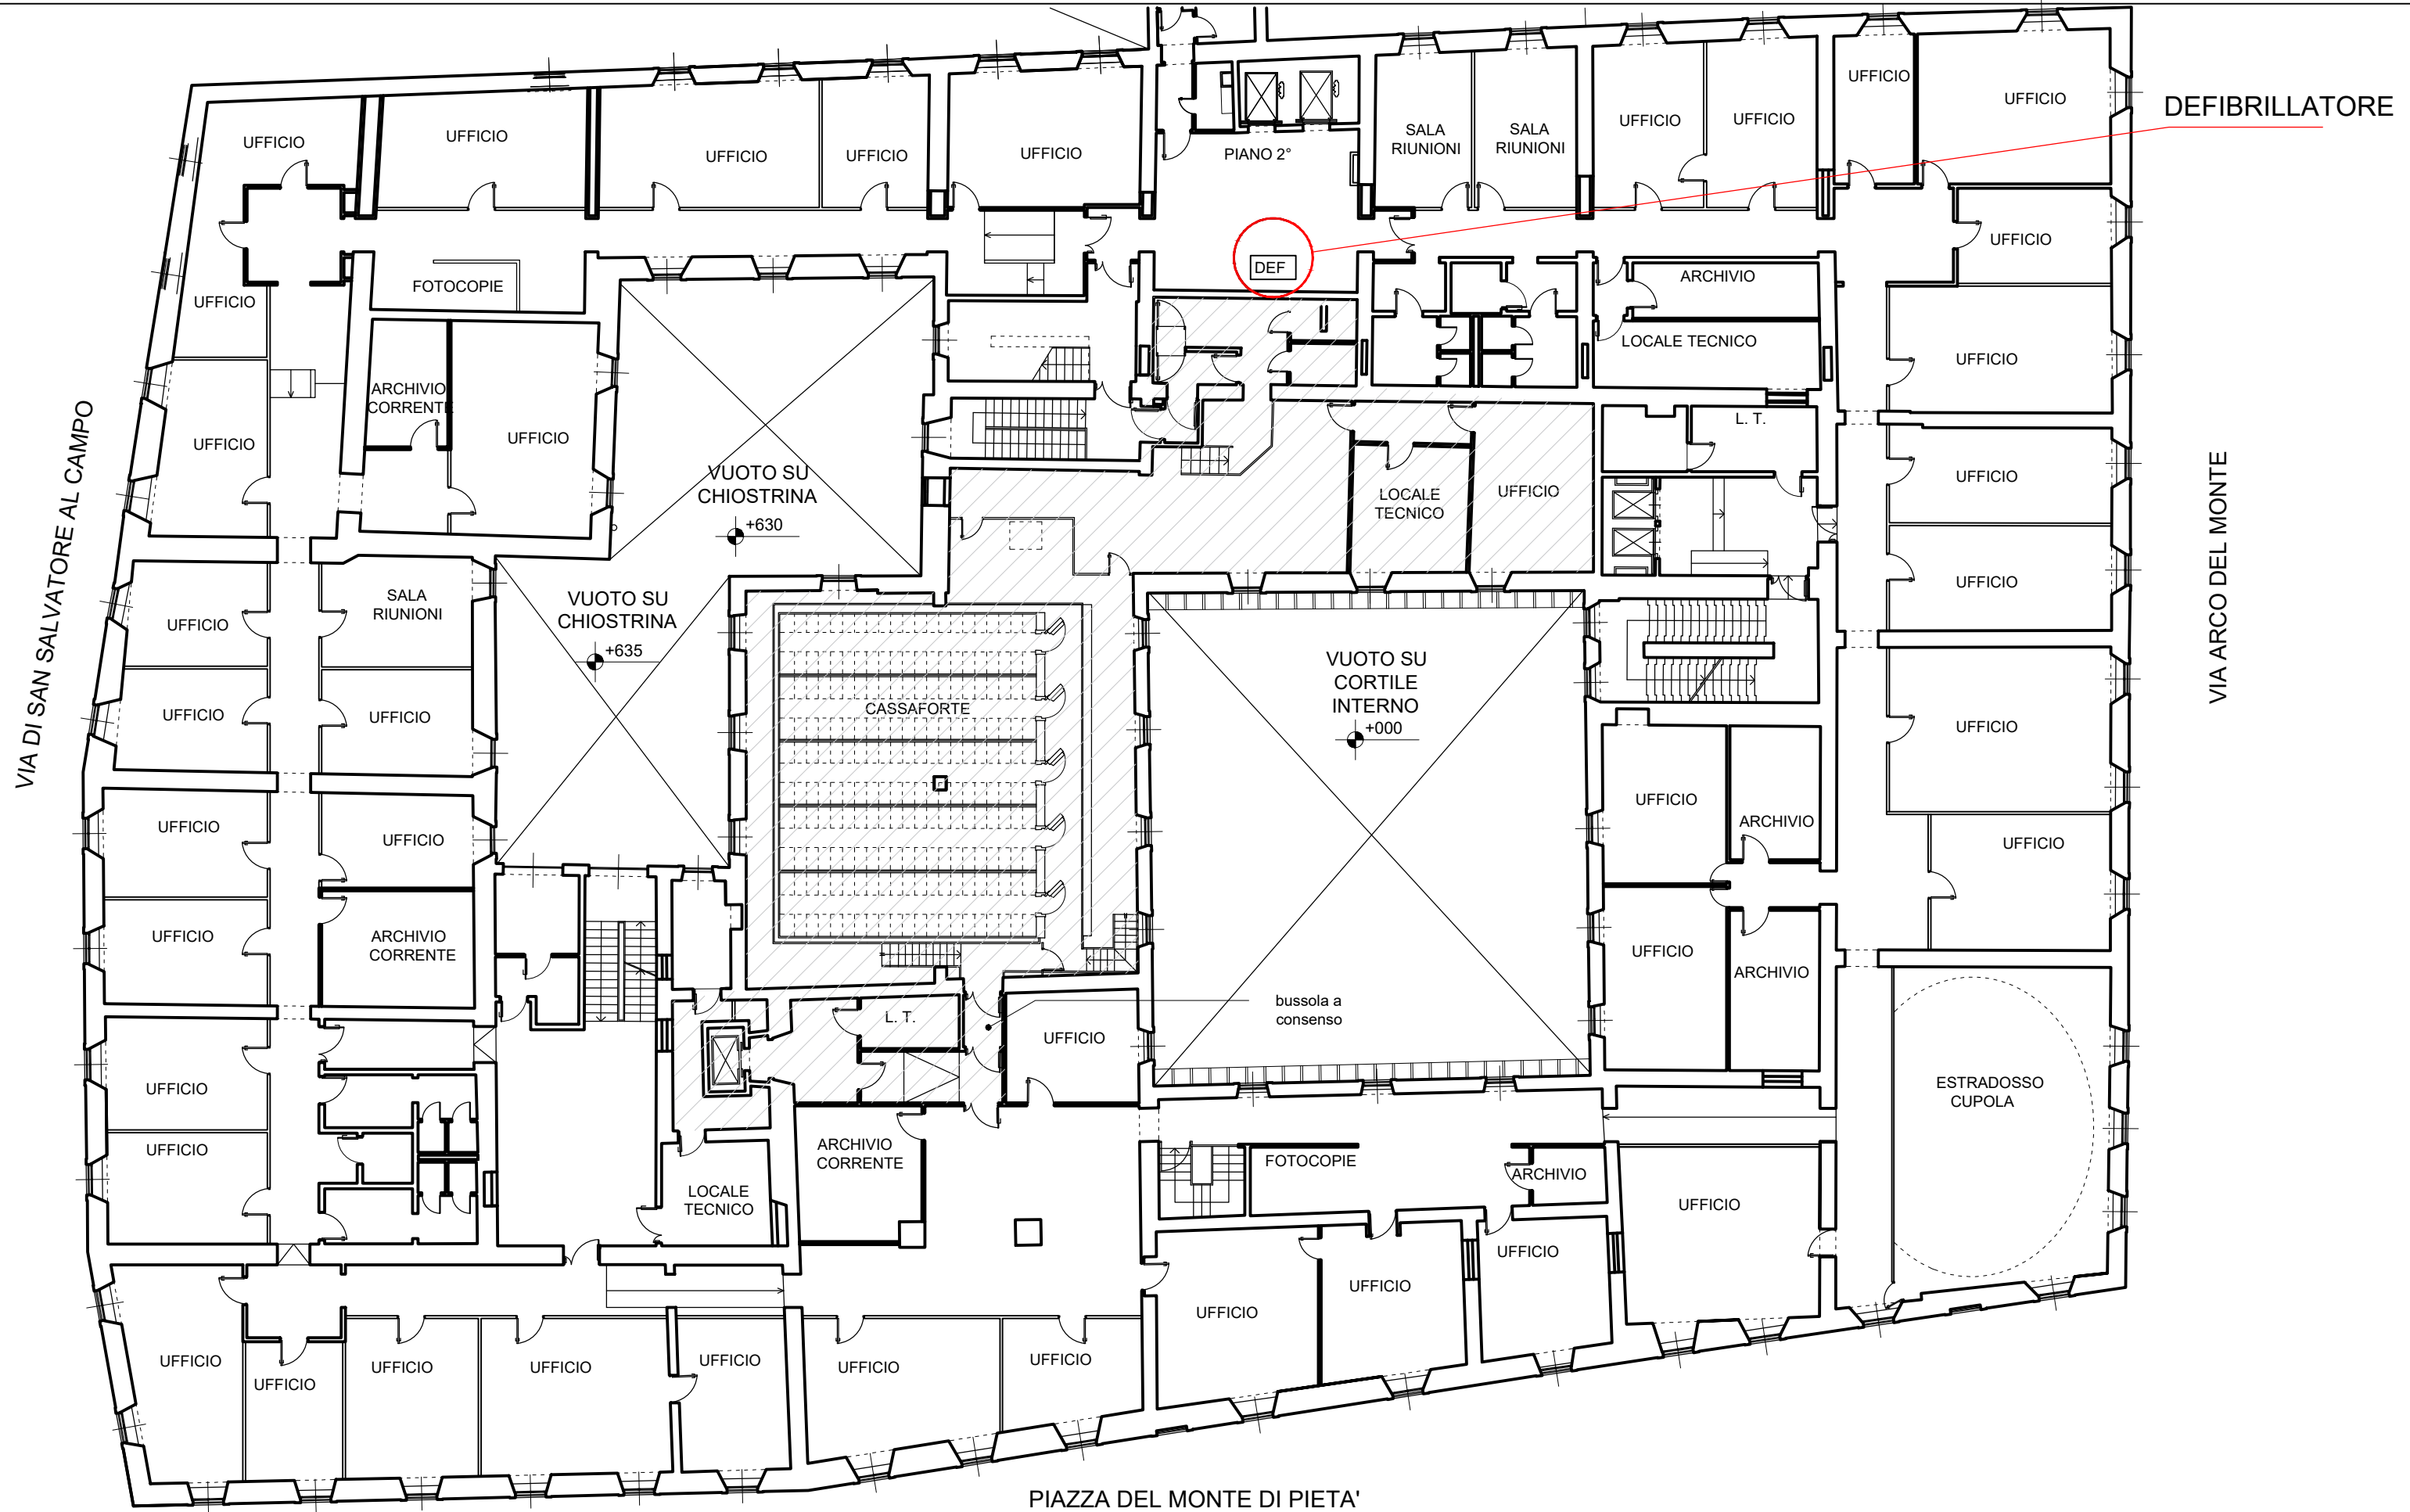 UFFICIO
UFFICIO
UFFICIO
UFFICIO
UFFICIO
PIANO 2°
SALA
RIUNIONI
SALA
RIUNIONI
UFFICIO
UFFICIO
UFFICIO
UFFICIO
DEFIBRILLATORE
DEF
UFFICIO
FOTOCOPIE
UFFICIO
ARCHIVIO
LOCALE TECNICO
UFFICIO
ARCHIVIO
CORRENTE
UFFICIO
UFFICIO
L. T.
VIA DI SAN SALVATORE AL CAMPO
VUOTO SU
CHIOSTRINA
+630
LOCALE
TECNICO
UFFICIO
UFFICIO
VIA ARCO DEL MONTE
UFFICIO
SALA
RIUNIONI
UFFICIO
VUOTO SU
CHIOSTRINA
+635
VUOTO SU
CORTILE
INTERNO
+000
CASSAFORTE
UFFICIO
UFFICIO
UFFICIO
UFFICIO
UFFICIO
UFFICIO
ARCHIVIO
UFFICIO
UFFICIO
ARCHIVIO
CORRENTE
UFFICIO
ARCHIVIO
bussola a
consenso
L. T.
UFFICIO
UFFICIO
ESTRADOSSO
CUPOLA
UFFICIO
ARCHIVIO
CORRENTE
FOTOCOPIE
ARCHIVIO
LOCALE
TECNICO
UFFICIO
UFFICIO
UFFICIO
UFFICIO
UFFICIO
UFFICIO
UFFICIO
UFFICIO
UFFICIO
UFFICIO
UFFICIO
PIAZZA DEL MONTE DI PIETA'